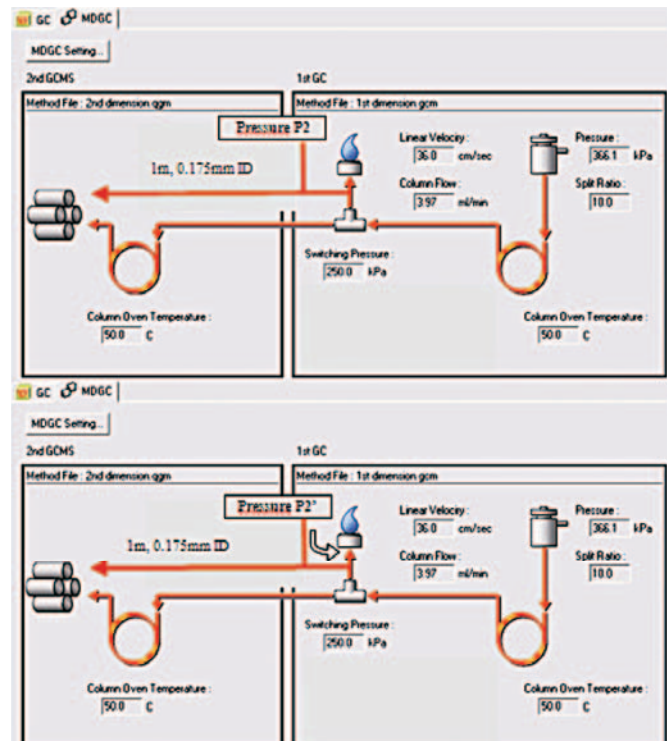 GC MDGC
MDGC Setting...
2nd GCMS 1st GC
Method File : 2nd dimension.qgm Method File : 1st dimension.gcm
Pressure P2
Linear Velocity : Pressure :
36.0 cm/sec 366.1 kPa
1m, 0.175mm ID
Column Flow : Split Ratio :
3.97 ml/min 10.0
Switching Pressure :
250.0 kPa
Column Oven Temperature : Column Oven Temperature :
50.0 C 50.0 C
GC MDGC
MDGC Setting...
2nd GCMS 1st GC
Method File : 2nd dimension.qgm Method File : 1st dimension.gcm
Pressure P2'
Linear Velocity : Pressure :
36.0 cm/sec 366.1 kPa
1m, 0.175mm ID
Column Flow : Split Ratio :
3.97 ml/min 10.0
Switching Pressure :
250.0 kPa
Column Oven Temperature : Column Oven Temperature :
50.0 C 50.0 C